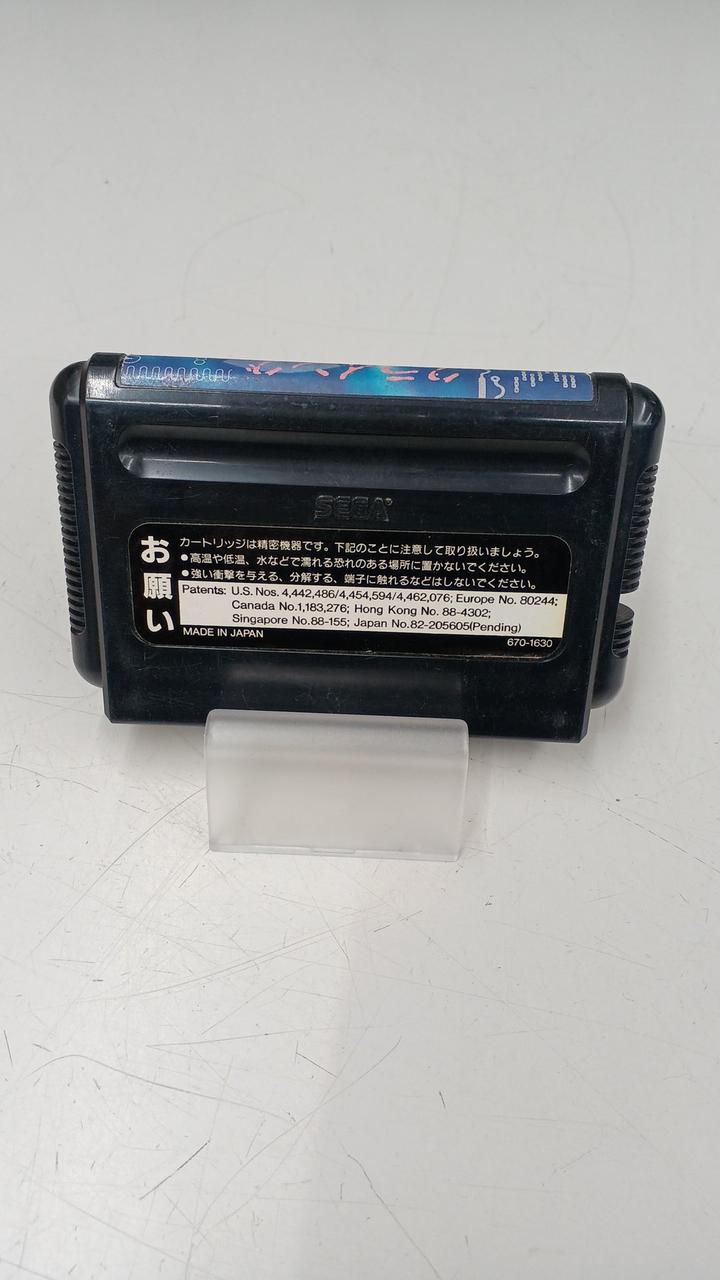 SEGA®
お願い
カートリッジは精密機器です。下記のことに注意して取り扱いましょう。
●高温や低温、水などで濡れる恐れのある場所に置かないでください。
●強い衝撃を与える、分解する、端子に触れるなどはしないでください。
Patents: U.S. Nos. 4,442,486/4,454,594/4,462,076; Europe No. 80244;
Canada No.1,183,276; Hong Kong No. 88-4302;
Singapore No.88-155; Japan No.82-205605(Pending)
MADE IN JAPAN
670-1630